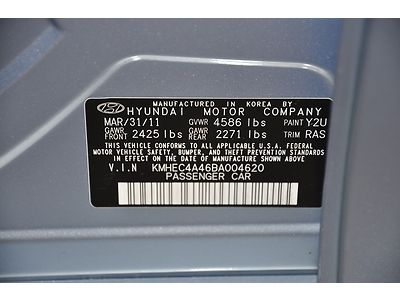 MANUFACTURED IN KOREA BY
HYUNDAI MOTOR COMPANY
MAR/31/11 GVWR 4586 lbs PAINT Y2U
GAWR FRONT 2425 lbs GAWR REAR 2271 lbs TRIM RAS
THIS VEHICLE CONFORMS TO ALL APPLICABLE U.S.A. FEDERAL
MOTOR VEHICLE SAFETY, BUMPER, AND THEFT PREVENTION
STANDARDS IN EFFECT ON THE DATE OF MANUFACTURE SHOWN ABOVE.
V.I.N KMHEC4A46BA004620
PASSENGER CAR